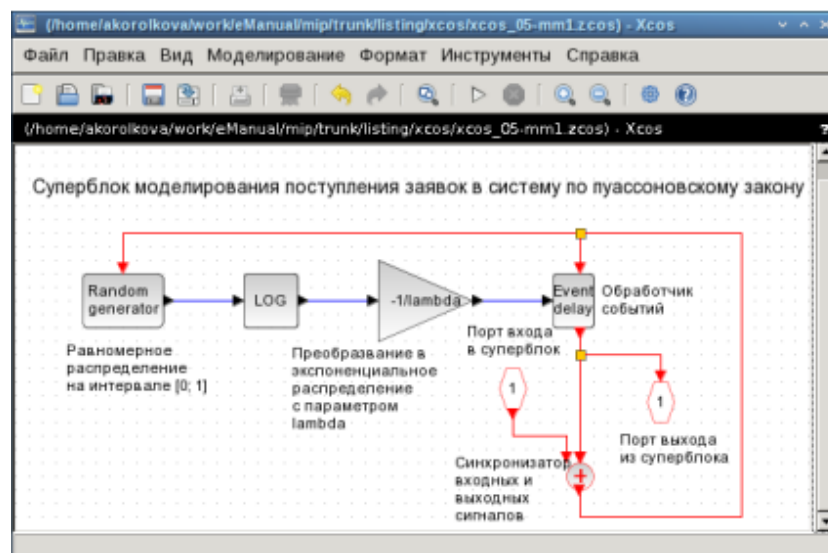 (/home/akorolkova/work/eManual/mip/trunk/listing/xcos/xcos_05-mm1.zcos) - Xcos
Файл Правка Вид Моделирование Формат Инструменты Справка
(/home/akorolkova/work/eManual/mip/trunk/listing/xcos/xcos_05-mm1.zcos) - Xcos
?
Суперблок моделирования поступления заявок в систему по пуассоновскому закону
Random
generator
LOG
-1/lambda
Event
delay
Обработчик
событий
Равномерное
распределение
на интервале [0; 1]
Преобразвание в
экспоненциальное
распределение
с параметром
lambda
Порт входа
в суперблок
1
1
Порт выхода
из суперблока
Синхронизатор
входных и
выходных
сигналов